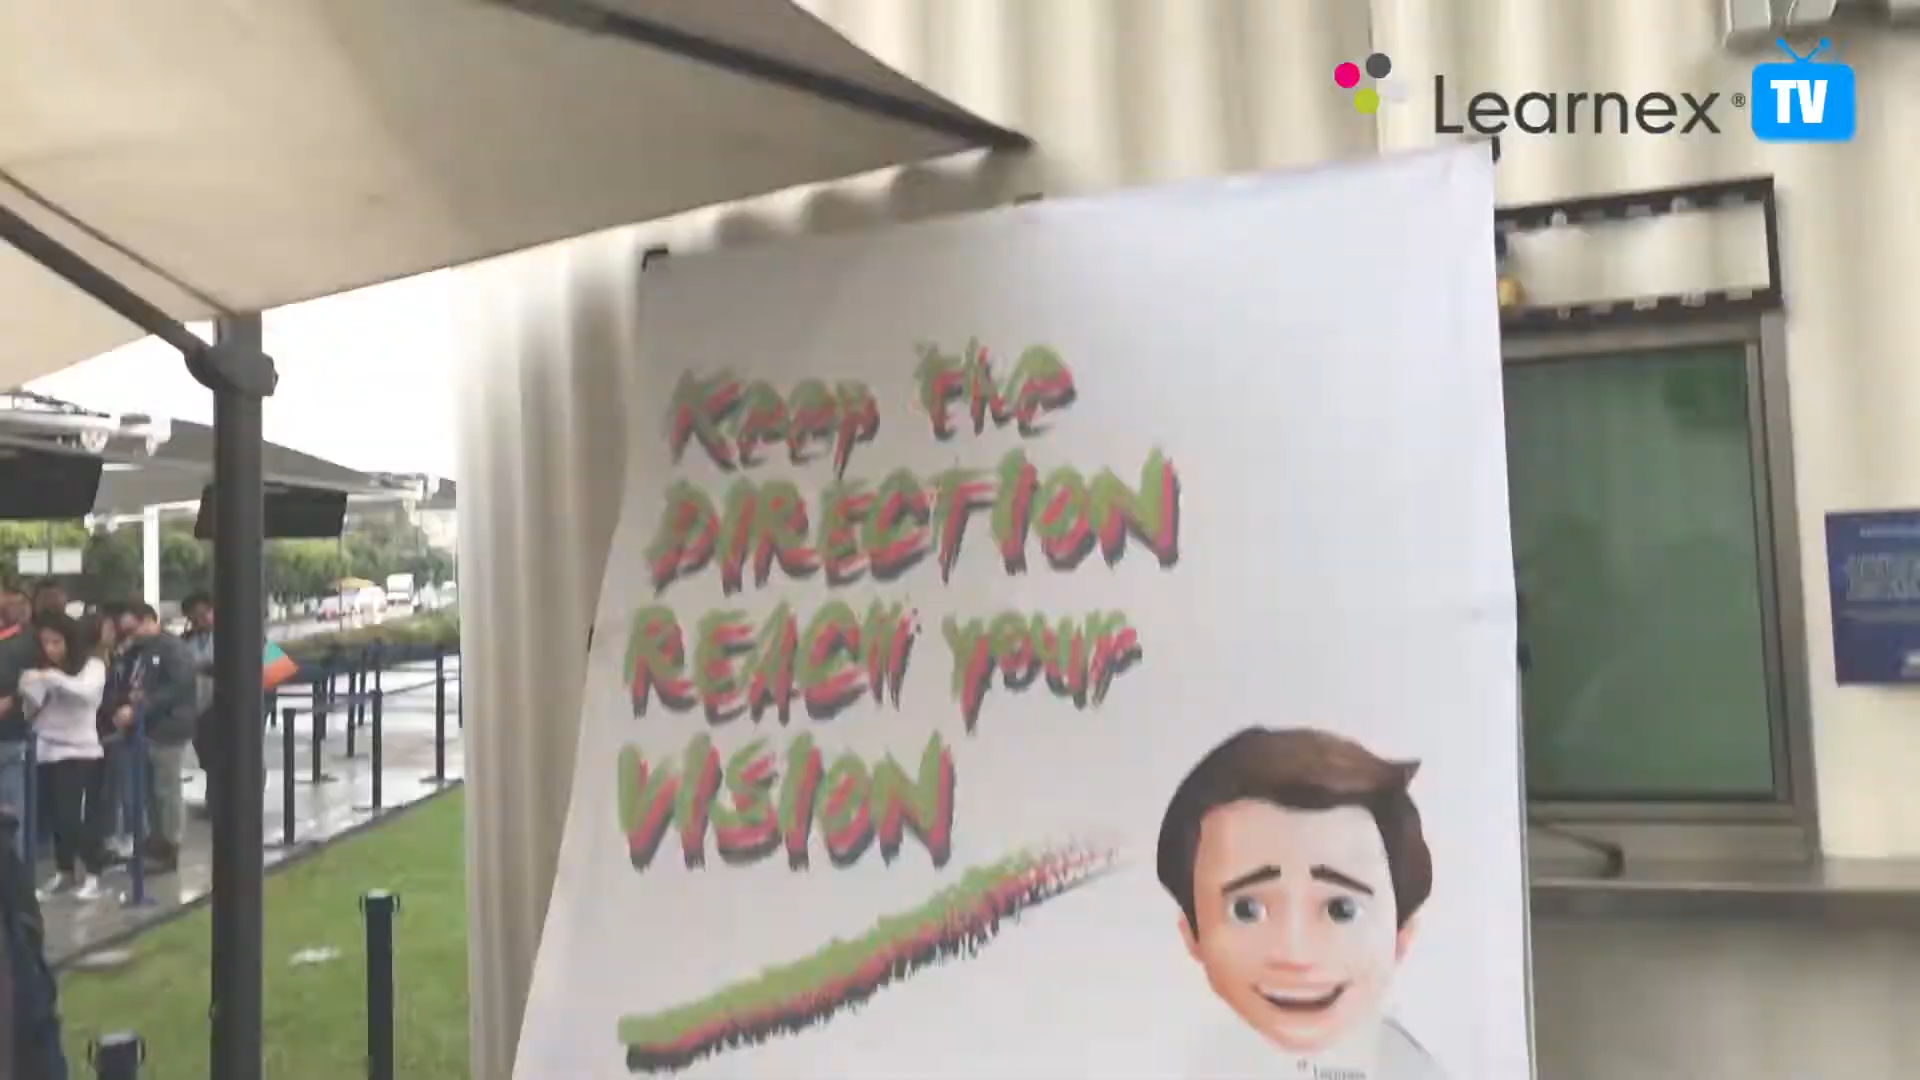 Learnex® TV
Keep the
DIRECTION
REACH your
VISION